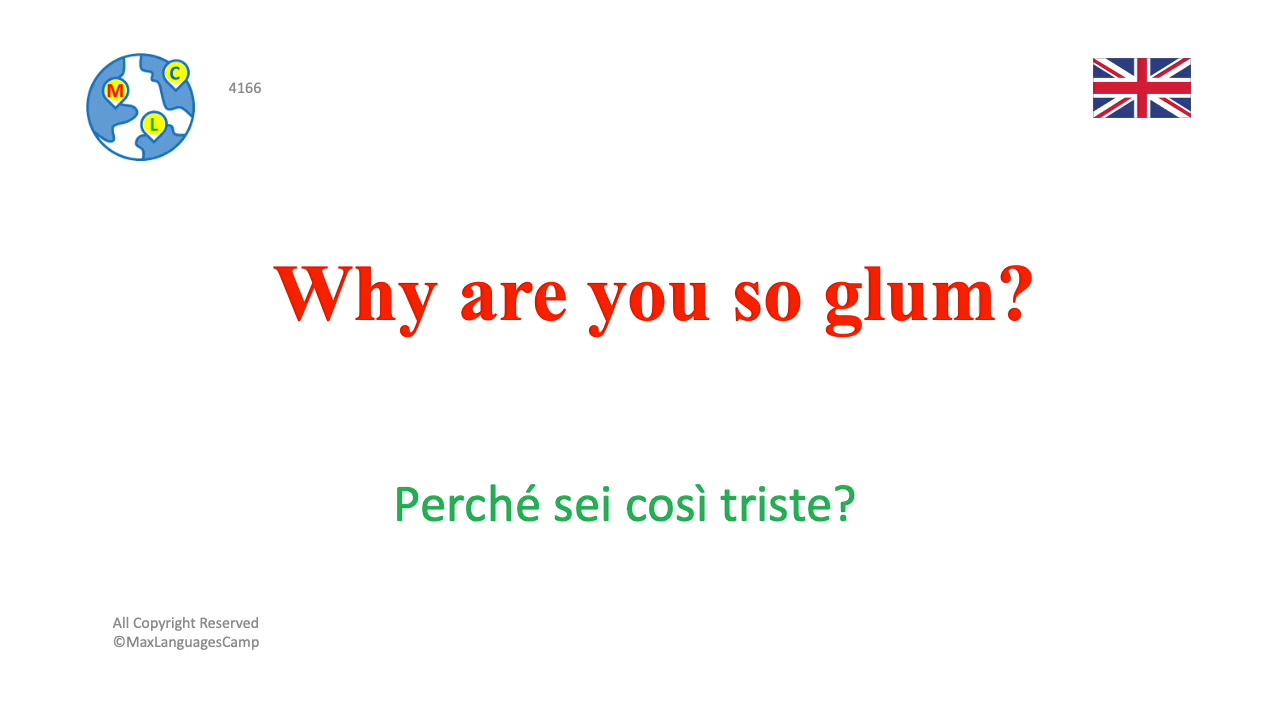 C
M
L
4166
Why are you so glum?
Perché sei così triste?
All Copyright Reserved
©MaxLanguagesCamp